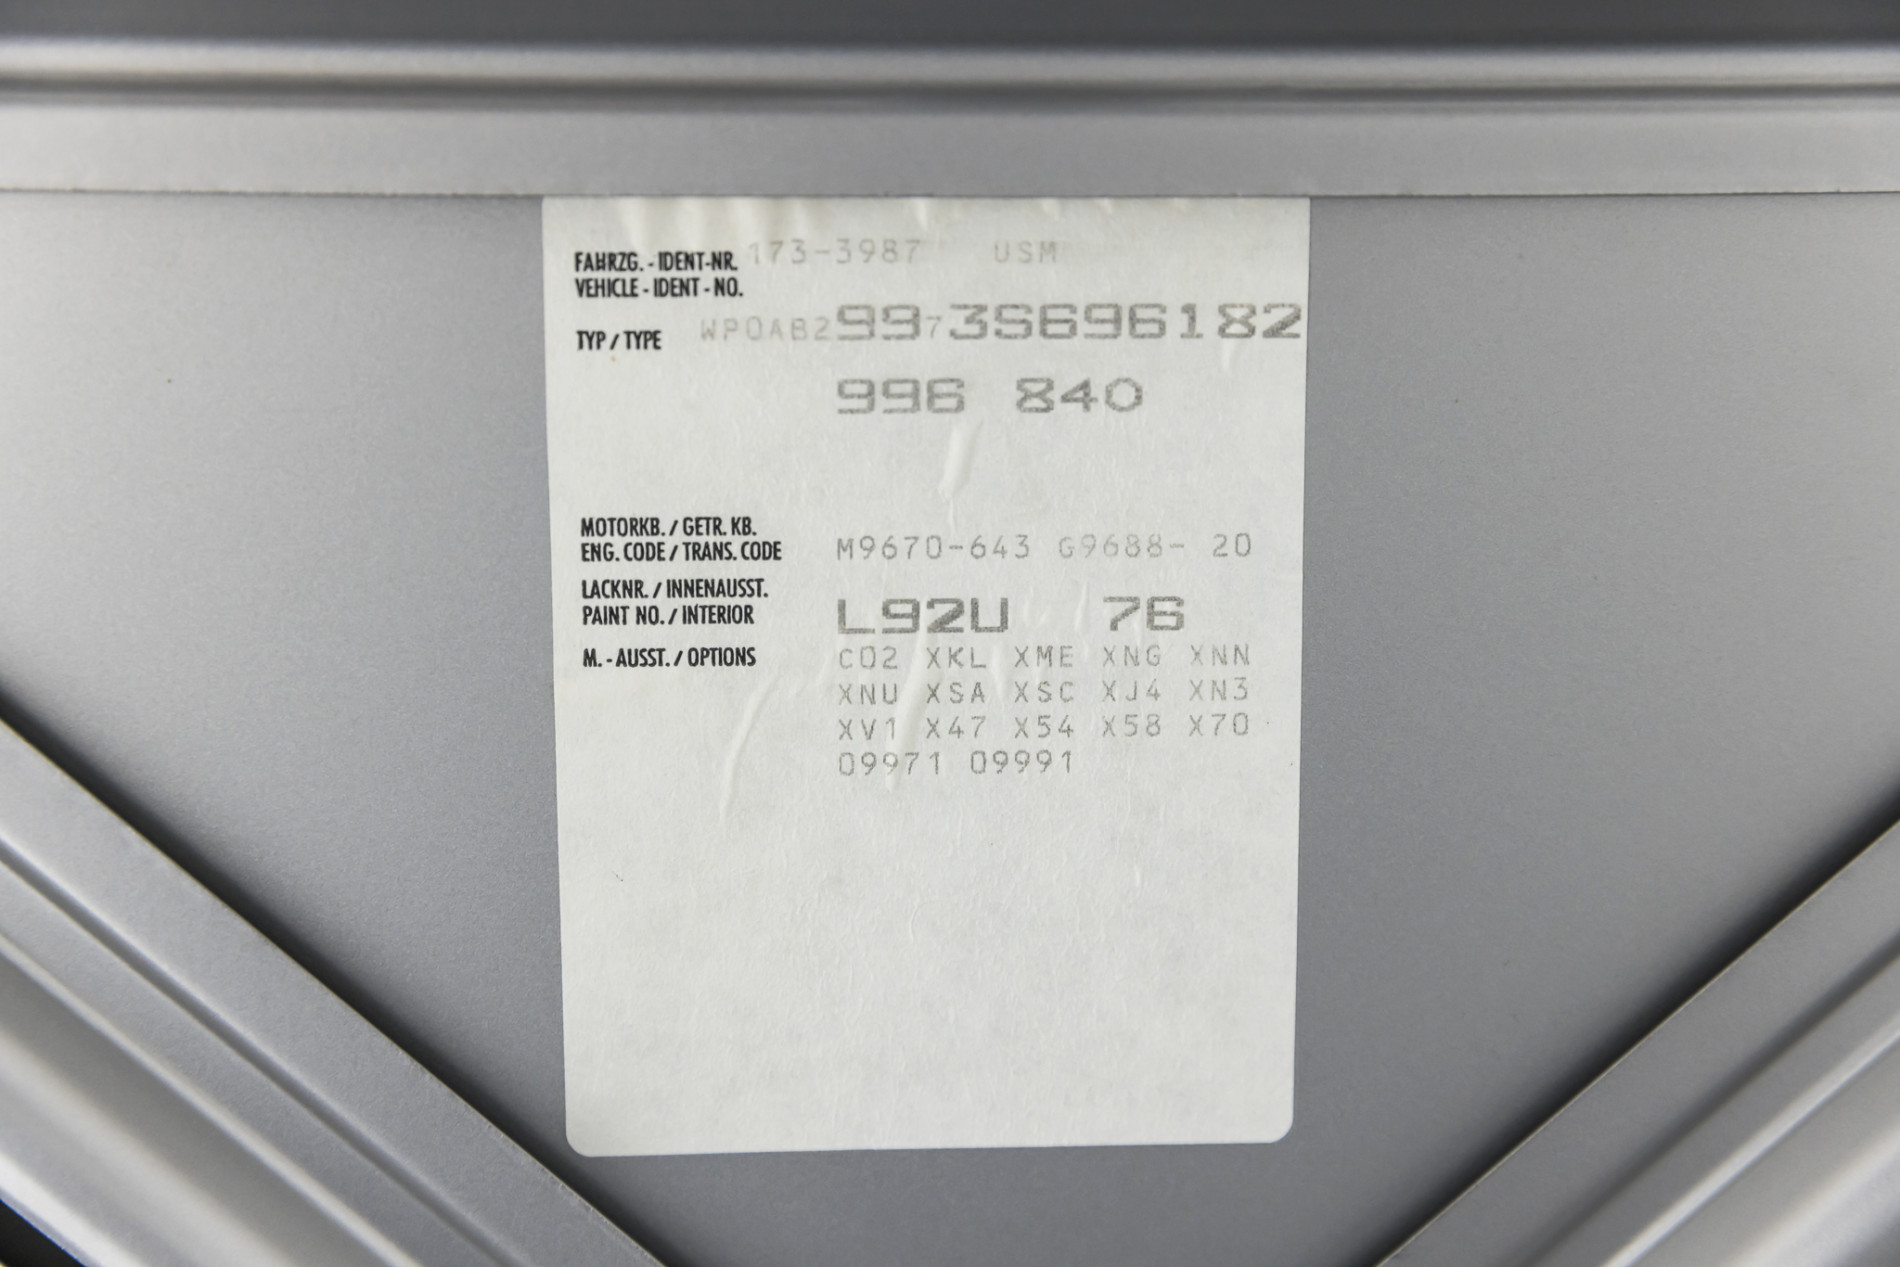 FAHRZG. - IDENT-NR. 173-3987 USM
VEHICLE - IDENT - NO.
TYP / TYPE WP0AB29973S696182
996 840
MOTORKB. / GETR. KB.
ENG. CODE / TRANS. CODE M9670-643 G9688- 20
LACKNR. / INNENAUSST.
PAINT NO. / INTERIOR L92U 76
M. - AUSST. / OPTIONS C02 XKL XME XNG XNN
XNU XSA XSC XJ4 XN3
XV1 X47 X54 X58 X70
09971 09991